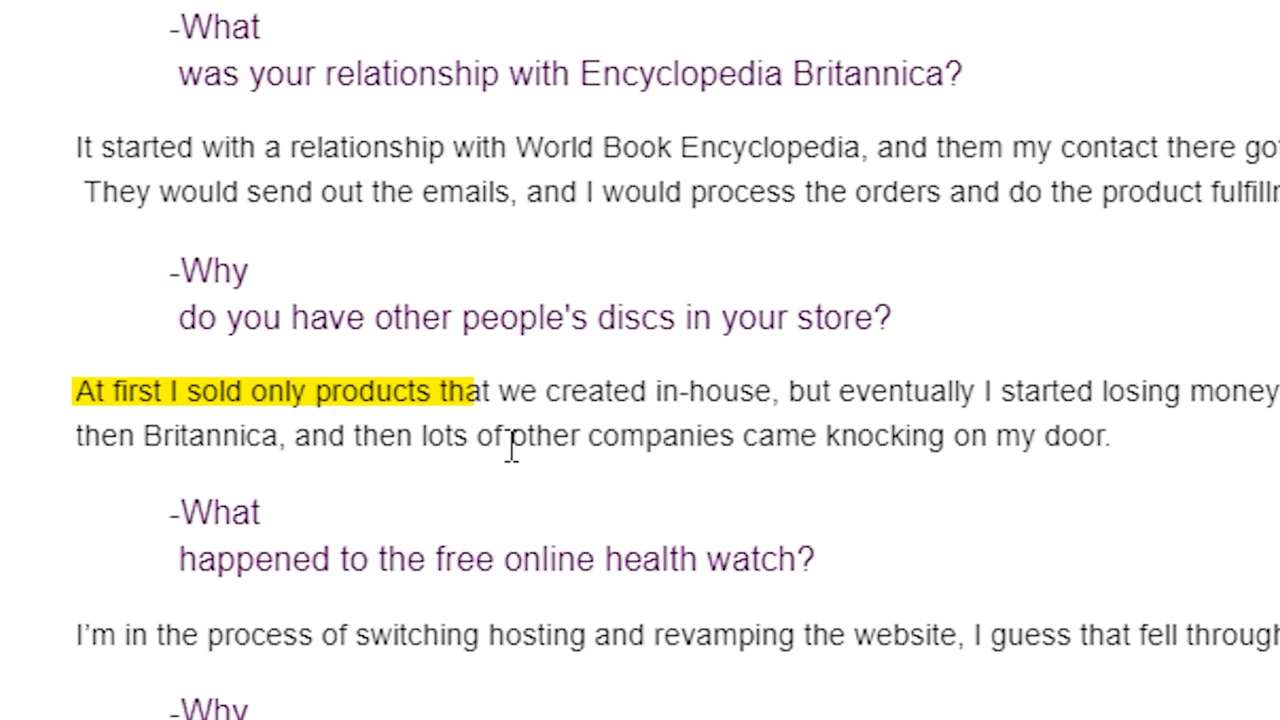 -What
was your relationship with Encyclopedia Britannica?
It started with a relationship with World Book Encyclopedia, and them my contact there
They would send out the emails, and I would process the orders and do the product
-Why
do you have other people's discs in your store?
At first I sold only products that we created in-house, but eventually I started losing money
then Britannica, and then lots of other companies came knocking on my door.
-What
happened to the free online health watch?
I'm in the process of switching hosting and revamping the website, I guess that fell through
-Why